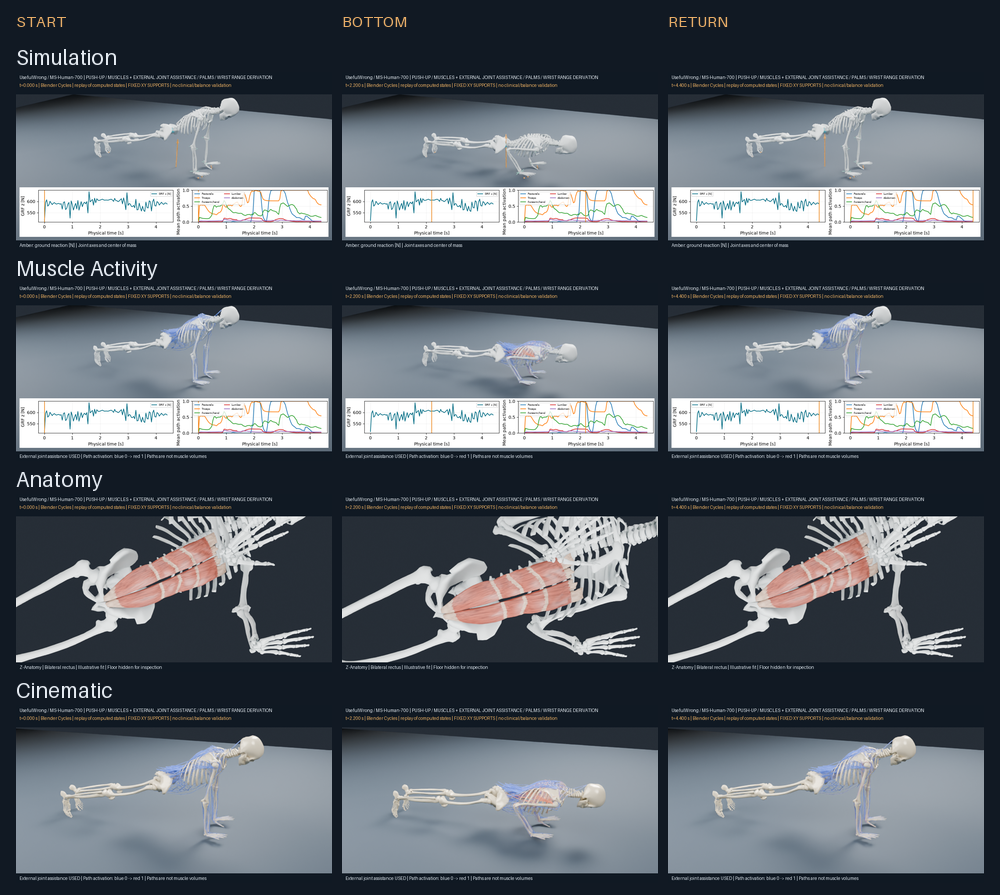 START BOTTOM RETURN
Simulation
UsefulWrong / MS-Human-700 | PUSH-UP / MUSCLES + EXTERNAL JOINT ASSISTANCE / PALMS / WRIST RANGE DERIVATION
t=0.000 s | Blender Cycles | replay of computed states | FIXED XY SUPPORTS | no clinical/balance validation
UsefulWrong / MS-Human-700 | PUSH-UP / MUSCLES + EXTERNAL JOINT ASSISTANCE / PALMS / WRIST RANGE DERIVATION
t=2.200 s | Blender Cycles | replay of computed states | FIXED XY SUPPORTS | no clinical/balance validation
UsefulWrong / MS-Human-700 | PUSH-UP / MUSCLES + EXTERNAL JOINT ASSISTANCE / PALMS / WRIST RANGE DERIVATION
t=4.400 s | Blender Cycles | replay of computed states | FIXED XY SUPPORTS | no clinical/balance validation
Physical time [s]
Physical time [s]
Physical time [s]
Physical time [s]
Physical time [s]
Physical time [s]
Amber: ground reaction [N] | Joint axes and center of mass
Amber: ground reaction [N] | Joint axes and center of mass
Amber: ground reaction [N] | Joint axes and center of mass
Muscle Activity
UsefulWrong / MS-Human-700 | PUSH-UP / MUSCLES + EXTERNAL JOINT ASSISTANCE / PALMS / WRIST RANGE DERIVATION
t=0.000 s | Blender Cycles | replay of computed states | FIXED XY SUPPORTS | no clinical/balance validation
UsefulWrong / MS-Human-700 | PUSH-UP / MUSCLES + EXTERNAL JOINT ASSISTANCE / PALMS / WRIST RANGE DERIVATION
t=2.200 s | Blender Cycles | replay of computed states | FIXED XY SUPPORTS | no clinical/balance validation
UsefulWrong / MS-Human-700 | PUSH-UP / MUSCLES + EXTERNAL JOINT ASSISTANCE / PALMS / WRIST RANGE DERIVATION
t=4.400 s | Blender Cycles | replay of computed states | FIXED XY SUPPORTS | no clinical/balance validation
Physical time [s]
Physical time [s]
Physical time [s]
Physical time [s]
Physical time [s]
Physical time [s]
External joint assistance USED | Path activation: blue 0 -> red 1 | Paths are not muscle volumes
External joint assistance USED | Path activation: blue 0 -> red 1 | Paths are not muscle volumes
External joint assistance USED | Path activation: blue 0 -> red 1 | Paths are not muscle volumes
Anatomy
UsefulWrong / MS-Human-700 | PUSH-UP / MUSCLES + EXTERNAL JOINT ASSISTANCE / PALMS / WRIST RANGE DERIVATION
t=0.000 s | Blender Cycles | replay of computed states | FIXED XY SUPPORTS | no clinical/balance validation
UsefulWrong / MS-Human-700 | PUSH-UP / MUSCLES + EXTERNAL JOINT ASSISTANCE / PALMS / WRIST RANGE DERIVATION
t=2.200 s | Blender Cycles | replay of computed states | FIXED XY SUPPORTS | no clinical/balance validation
UsefulWrong / MS-Human-700 | PUSH-UP / MUSCLES + EXTERNAL JOINT ASSISTANCE / PALMS / WRIST RANGE DERIVATION
t=4.400 s | Blender Cycles | replay of computed states | FIXED XY SUPPORTS | no clinical/balance validation
Z-Anatomy | Bilateral rectus | Illustrative fit | Floor hidden for inspection
Z-Anatomy | Bilateral rectus | Illustrative fit | Floor hidden for inspection
Z-Anatomy | Bilateral rectus | Illustrative fit | Floor hidden for inspection
Cinematic
UsefulWrong / MS-Human-700 | PUSH-UP / MUSCLES + EXTERNAL JOINT ASSISTANCE / PALMS / WRIST RANGE DERIVATION
t=0.000 s | Blender Cycles | replay of computed states | FIXED XY SUPPORTS | no clinical/balance validation
UsefulWrong / MS-Human-700 | PUSH-UP / MUSCLES + EXTERNAL JOINT ASSISTANCE / PALMS / WRIST RANGE DERIVATION
t=2.200 s | Blender Cycles | replay of computed states | FIXED XY SUPPORTS | no clinical/balance validation
UsefulWrong / MS-Human-700 | PUSH-UP / MUSCLES + EXTERNAL JOINT ASSISTANCE / PALMS / WRIST RANGE DERIVATION
t=4.400 s | Blender Cycles | replay of computed states | FIXED XY SUPPORTS | no clinical/balance validation
External joint assistance USED | Path activation: blue 0 -> red 1 | Paths are not muscle volumes
External joint assistance USED | Path activation: blue 0 -> red 1 | Paths are not muscle volumes
External joint assistance USED | Path activation: blue 0 -> red 1 | Paths are not muscle volumes